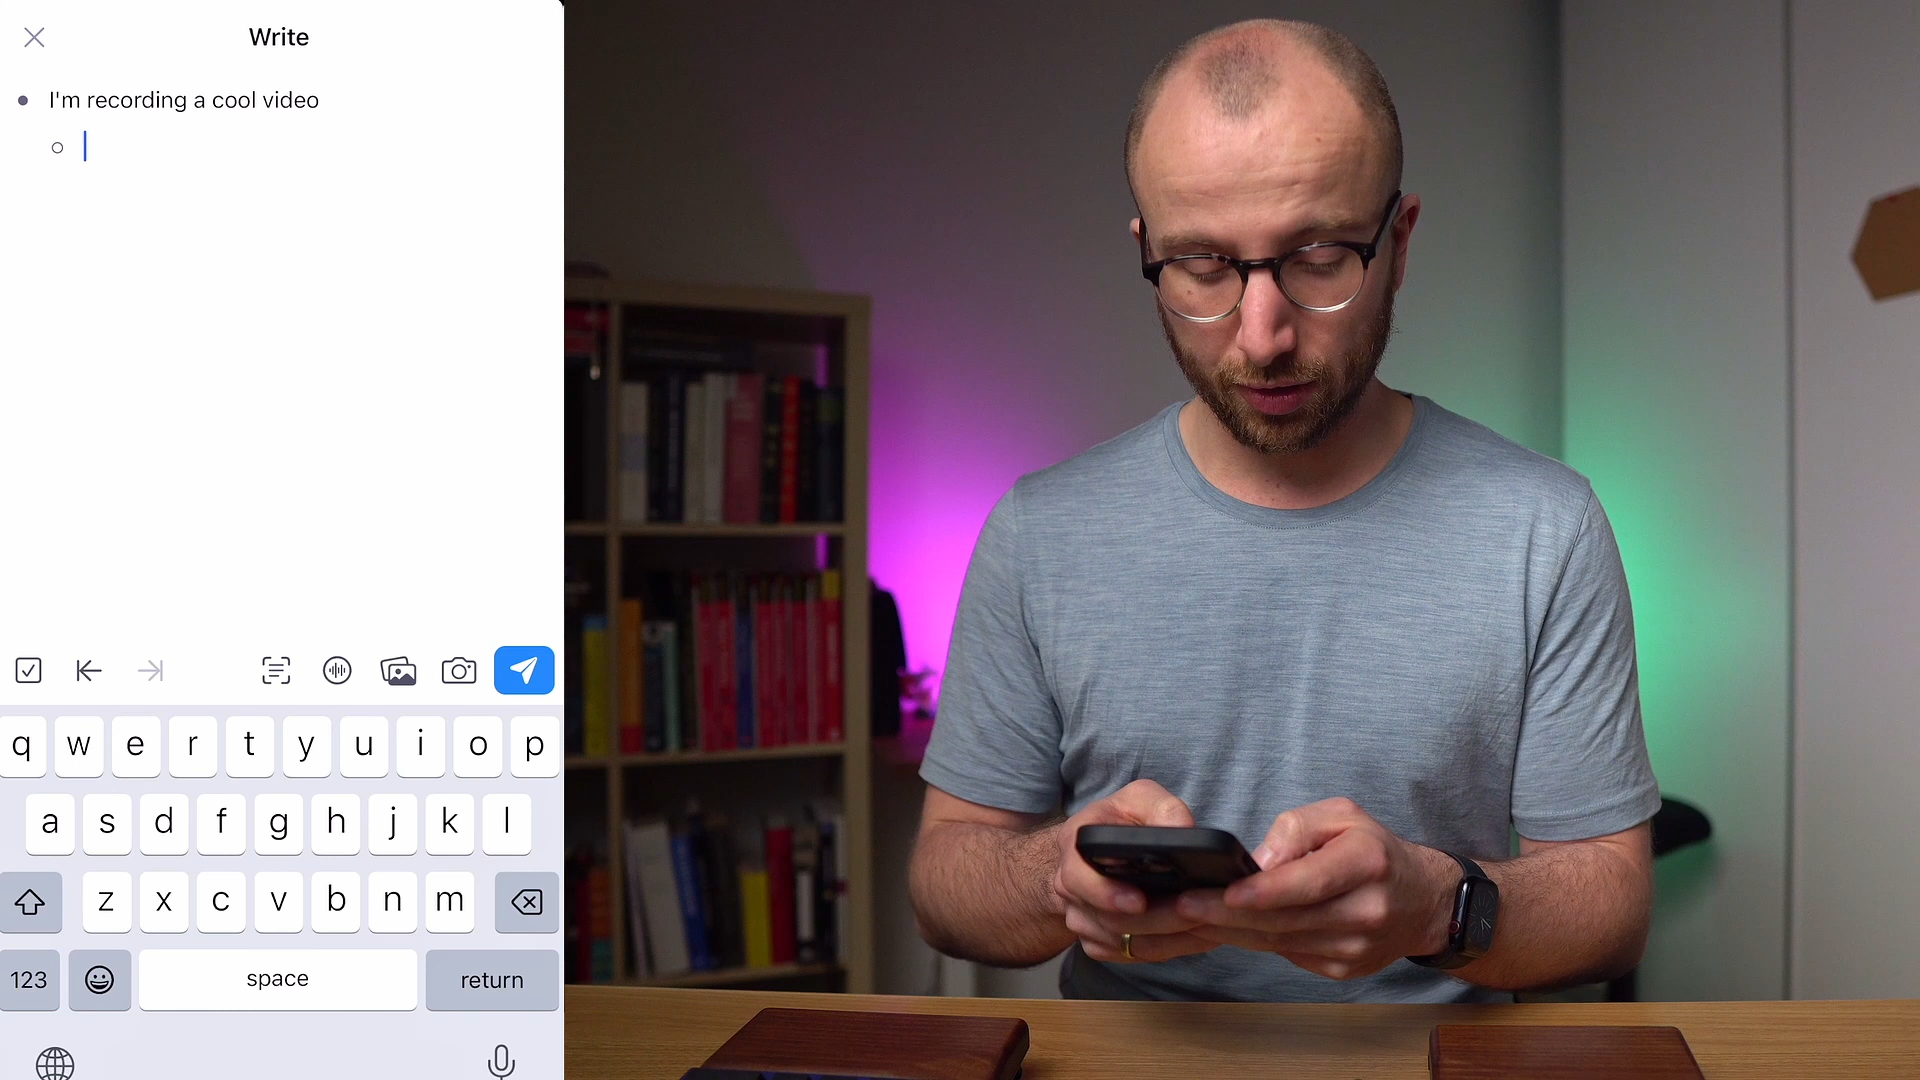 Write
I'm recording a cool video
q w e r t y u i o p
a s d f g h j k l
z x c v b n m
123 space return